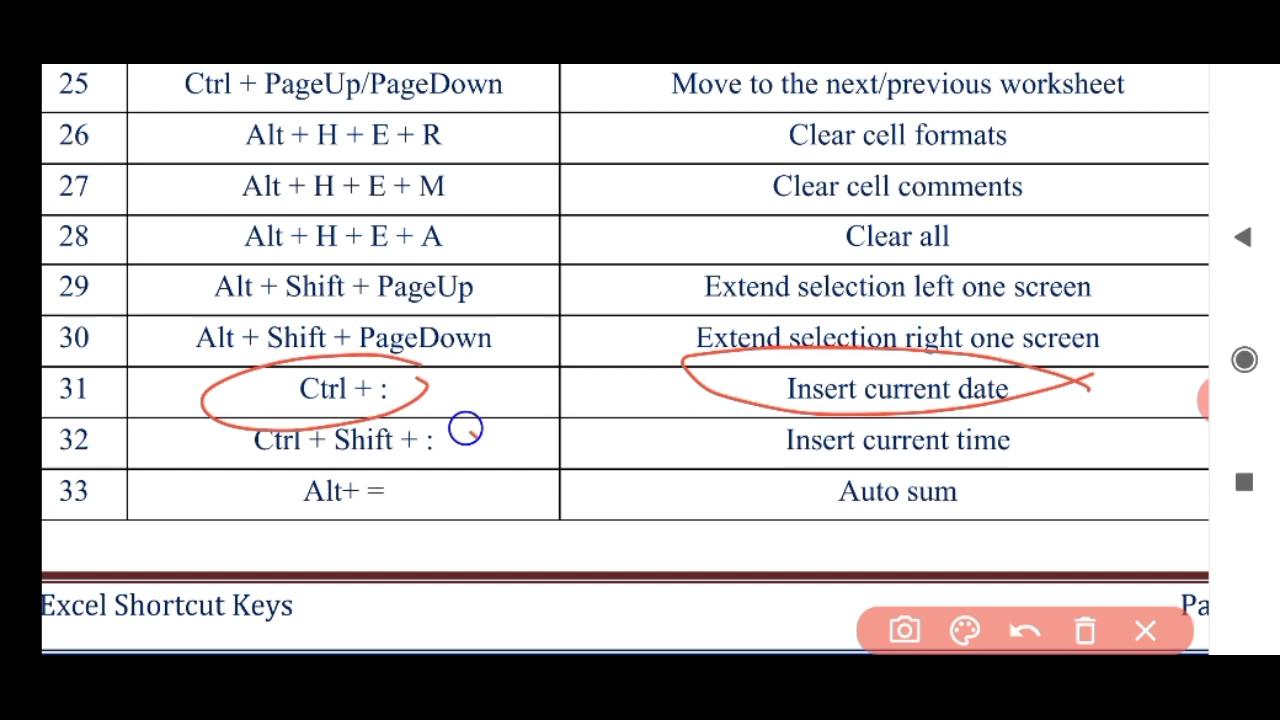 25 Ctrl + PageUp/PageDown Move to the next/previous worksheet
26 Alt + H + E + R Clear cell formats
27 Alt + H + E + M Clear cell comments
28 Alt + H + E + A Clear all
29 Alt + Shift + PageUp Extend selection left one screen
30 Alt + Shift + PageDown Extend selection right one screen
31 Ctrl + : Insert current date
32 Ctrl + Shift + : Insert current time
33 Alt+ = Auto sum
Excel Shortcut Keys Pa